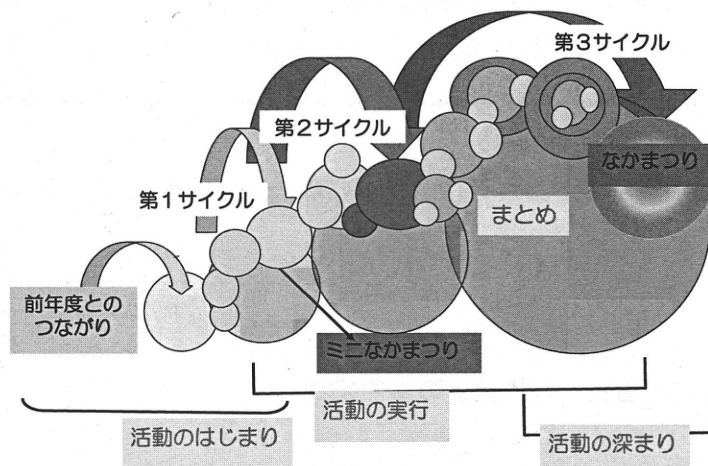 第3サイクル
第2サイクル
なかまつり
第1サイクル
まとめ
前年度との
つながり
ミニなかまつり
活動の実行
活動のはじまり
活動の深まり